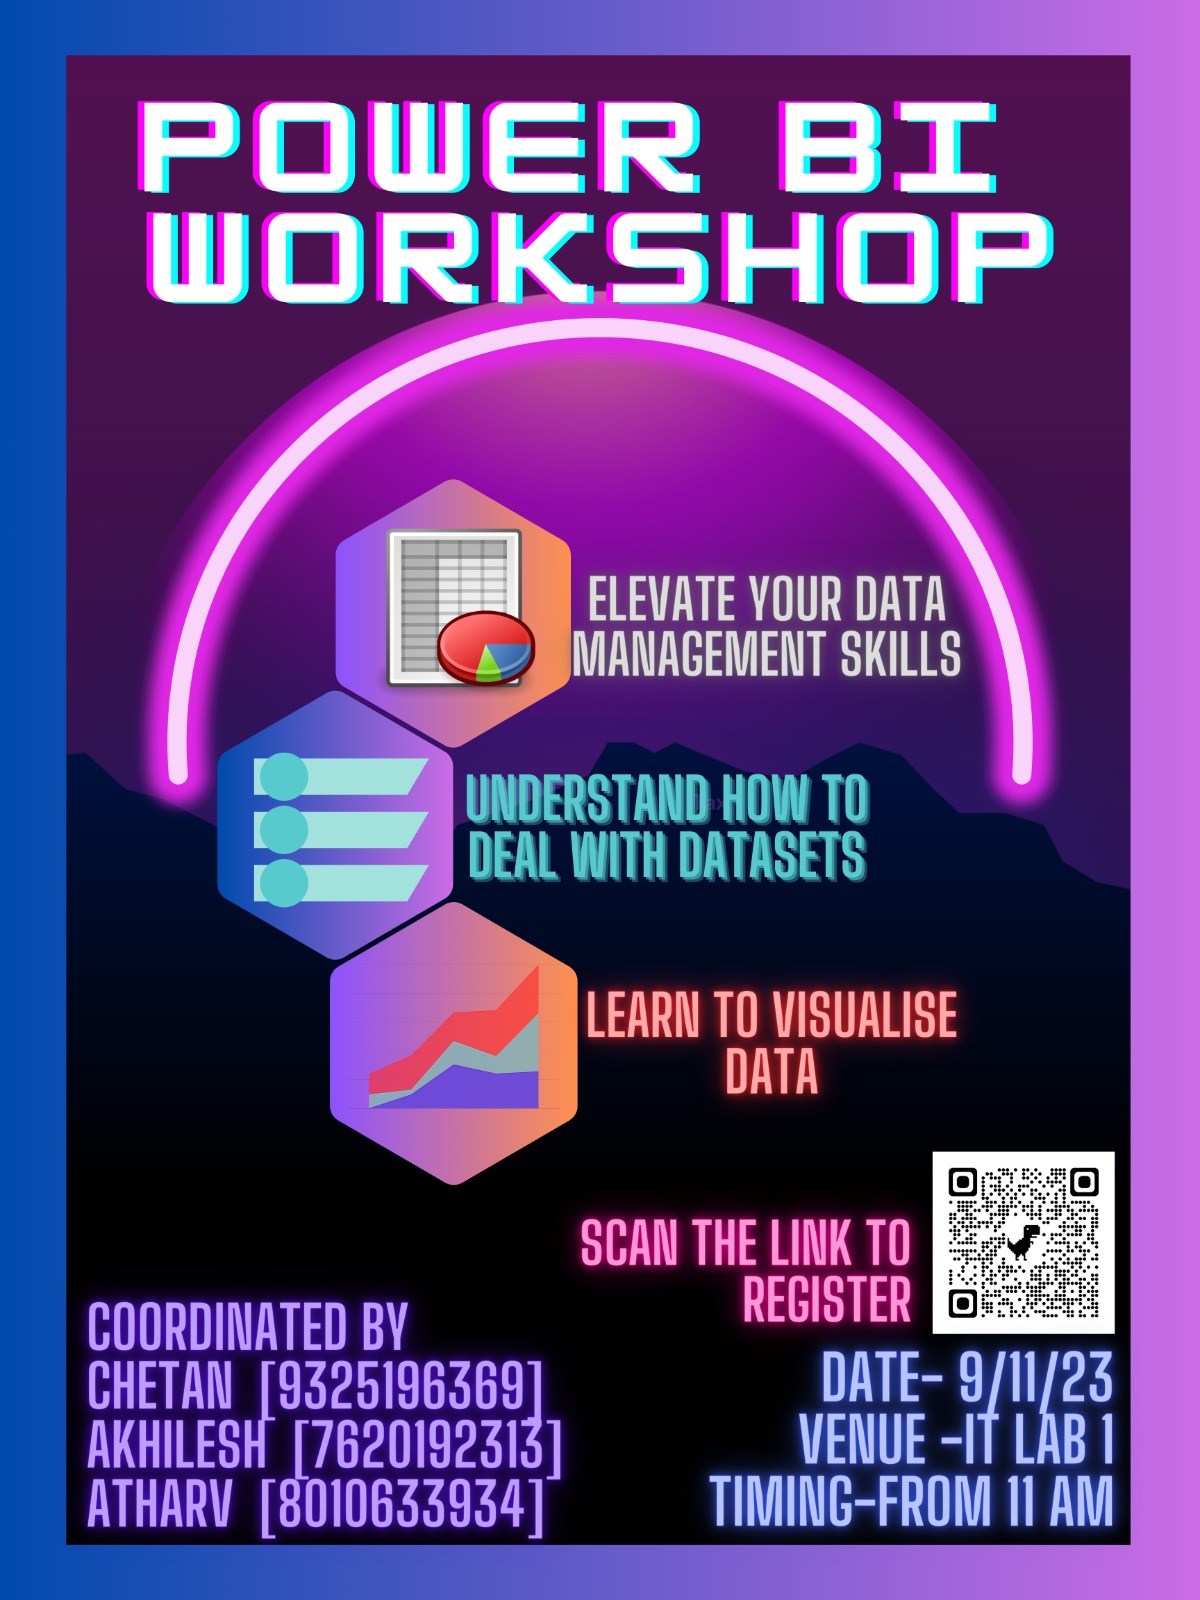 POWER BI
WORKSHOP
ELEVATE YOUR DATA
MANAGEMENT SKILLS
UNDERSTAND HOW TO
DEAL WITH DATASETS
LEARN TO VISUALISE
DATA
SCAN THE LINK TO
REGISTER
COORDINATED BY
CHETAN [9325196369]
AKHILESH [7620192313]
ATHARV [8010633934]
DATE- 9/11/23
VENUE -IT LAB 1
TIMING-FROM 11 AM